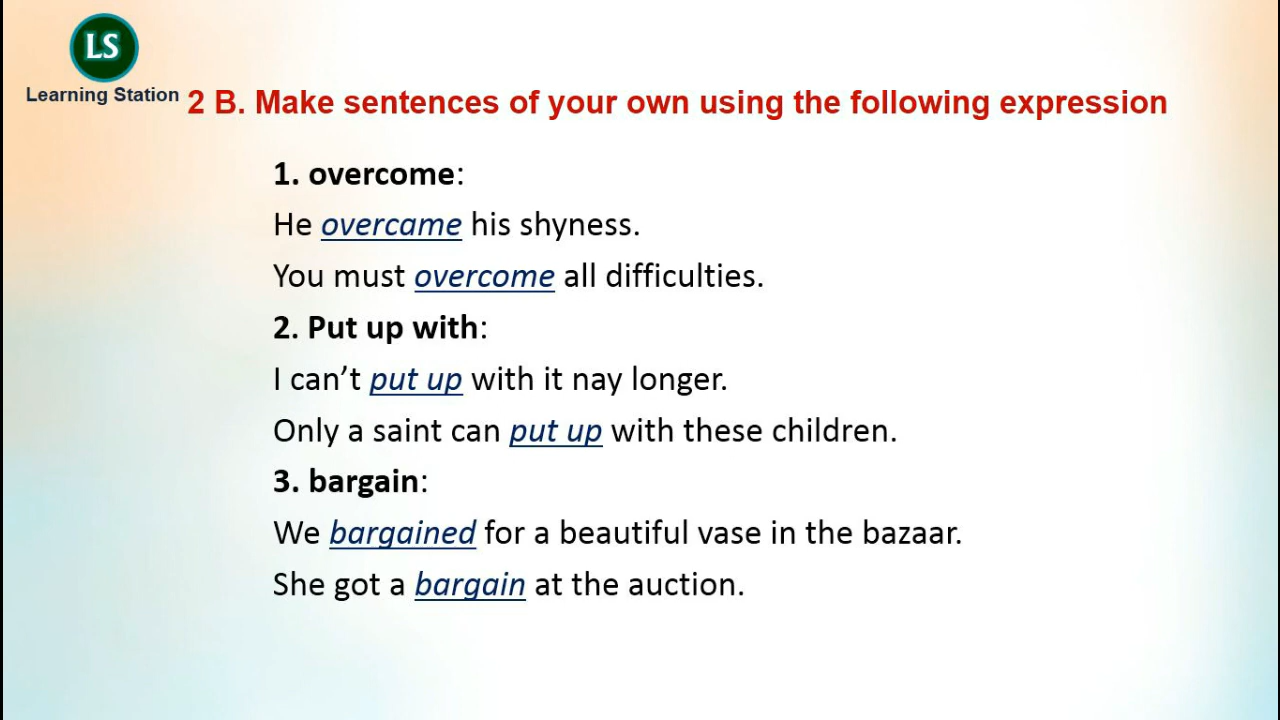 LS
Learning Station
2 B. Make sentences of your own using the following expression
1. overcome:
He overcame his shyness.
You must overcome all difficulties.
2. Put up with:
I can’t put up with it nay longer.
Only a saint can put up with these children.
3. bargain:
We bargained for a beautiful vase in the bazaar.
She got a bargain at the auction.